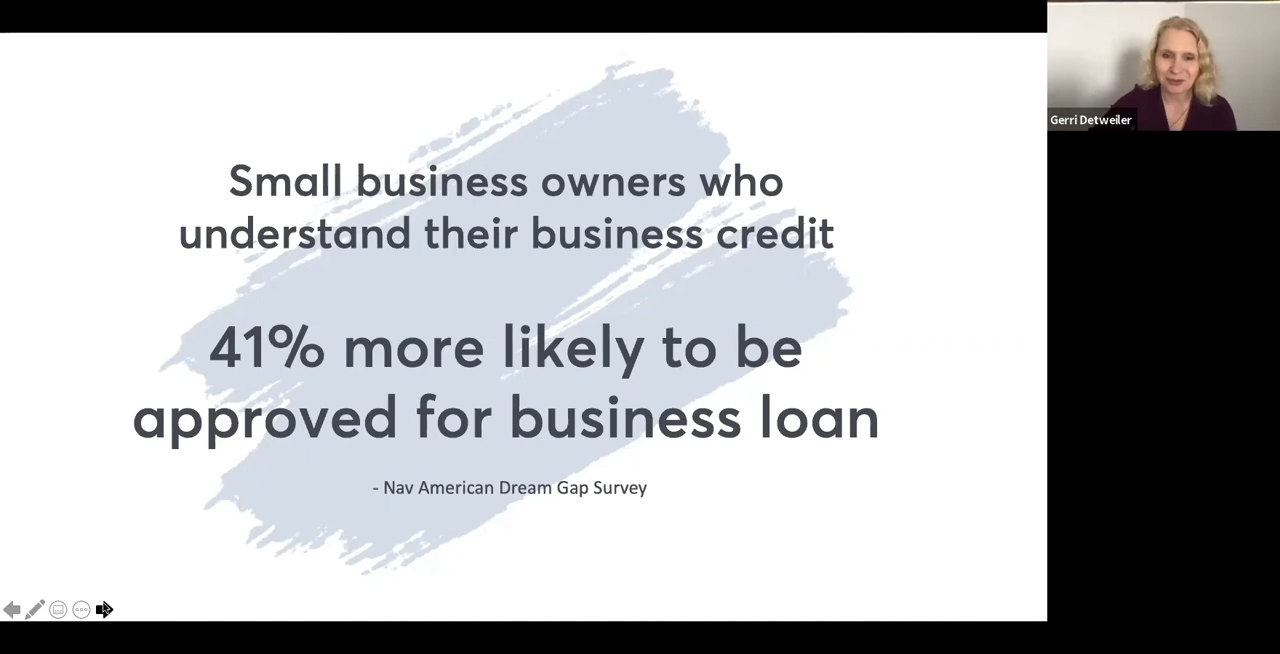 Small business owners who
understand their business credit
41% more likely to be
approved for business loan
- Nav American Dream Gap Survey
Gerri Detweiler